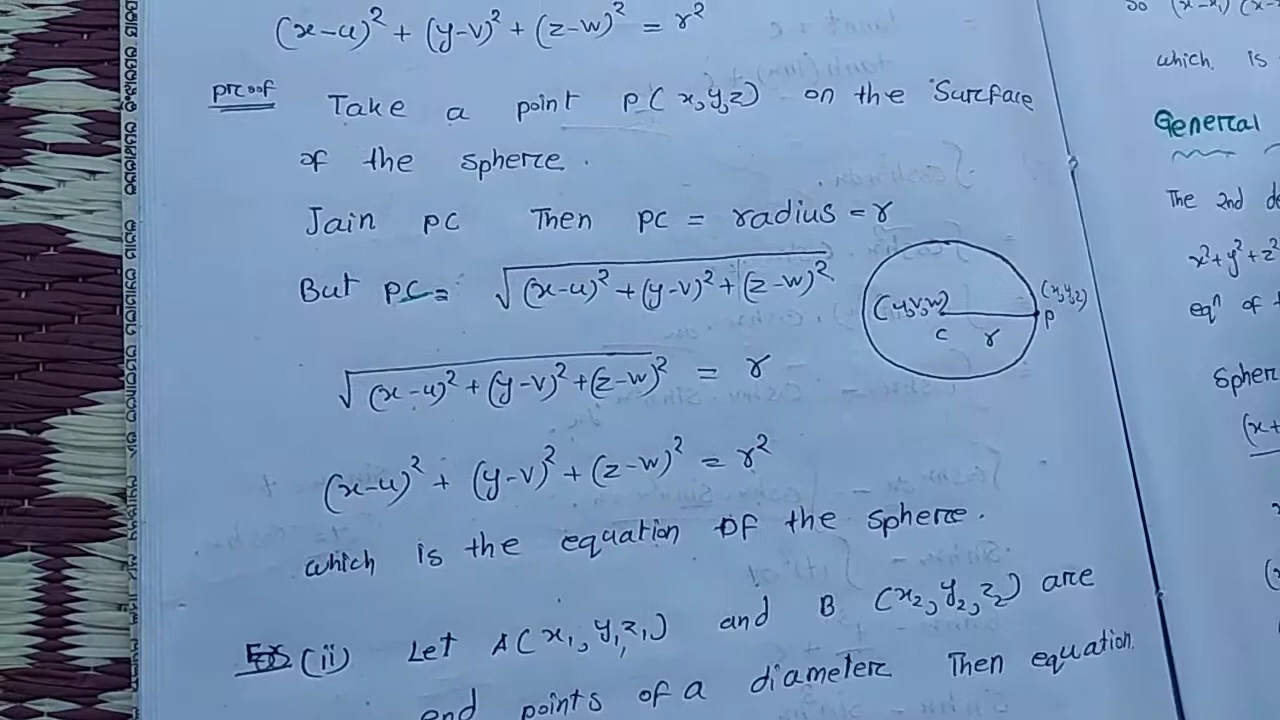 (x-u)² + (y-v)² + (z-w)² = r²
proof Take a point P(x,y,z) on the Surface
of the sphere.
Jain PC Then PC = radius = r
But PC = √(x-u)² + (y-v)² + (z-w)²
(u,v,w) C r P (x,y,z)
√(x-u)² + (y-v)² + (z-w)² = r
(x-u)² + (y-v)² + (z-w)² = r²
which is the equation of the sphere.
(ii) Let A(x₁, y₁, z₁) and B (x₂, y₂, z₂) are
end points of a diameter Then equation
so
which is
General
The 2nd
x²+y²+z²
eqⁿ of
(x+